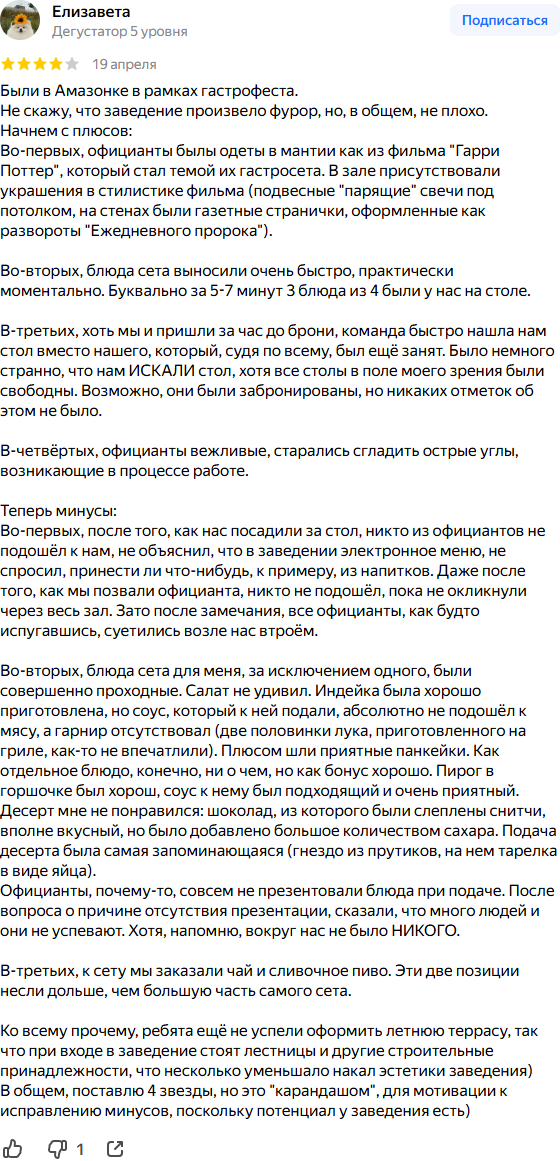 Елизавета
Дегустатор 5 уровня
Подписаться
19 апреля
Были в Амазонке в рамках гастрофеста.
Не скажу, что заведение произвело фурор, но, в общем, не плохо.
Начнем с плюсов:
Во-первых, официанты былы одеты в мантии как из фильма "Гарри
Поттер", который стал темой их гастросета. В зале присутствовали
украшения в стилистике фильма (подвесные "парящие" свечи под
потолком, на стенах были газетные странички, оформленные как
развороты "Ежедневного пророка").
Во-вторых, блюда сета выносили очень быстро, практически
моментально. Буквально за 5-7 минут 3 блюда из 4 были у нас на столе.
В-третьих, хоть мы и пришли за час до брони, команда быстро нашла нам
стол вместо нашего, который, судя по всему, был ещё занят. Было немного
странно, что нам ИСКАЛИ стол, хотя все столы в поле моего зрения были
свободны. Возможно, они были забронированы, но никаких отметок об
этом не было.
В-четвёртых, официанты вежливые, старались сгладить острые углы,
возникающие в процессе работе.
Теперь минусы:
Во-первых, после того, как нас посадили за стол, никто из официантов не
подошёл к нам, не объяснил, что в заведении электронное меню, не
спросил, принести ли что-нибудь, к примеру, из напитков. Даже после
того, как мы позвали официанта, никто не подошёл, пока не окликнули
через весь зал. Зато после замечания, все официанты, как будто
испугавшись, суетились возле нас втроём.
Во-вторых, блюда сета для меня, за исключением одного, были
совершенно проходные. Салат не удивил. Индейка была хорошо
приготовлена, но соус, который к ней подали, абсолютно не подошёл к
мясу, а гарнир отсутствовал (две половинки лука, приготовленного на
гриле, как-то не впечатлили). Плюсом шли приятные панкейки. Как
отдельное блюдо, конечно, ни о чем, но как бонус хорошо. Пирог в
горшочке был хорош, соус к нему был подходящий и очень приятный.
Десерт мне не понравился: шоколад, из которого были слеплены снитчи,
вполне вкусный, но было добавлено большое количеством сахара. Подача
десерта была самая запоминающаяся (гнездо из прутиков, на нем тарелка
в виде яйца).
Официанты, почему-то, совсем не презентовали блюда при подаче. После
вопроса о причине отсутствия презентации, сказали, что много людей и
они не успевают. Хотя, напомню, вокруг нас не было НИКОГО.
В-третьих, к сету мы заказали чай и сливочное пиво. Эти две позиции
несли дольше, чем большую часть самого сета.
Ко всему прочему, ребята ещё не успели оформить летнюю террасу, так
что при входе в заведение стоят лестницы и другие строительные
принадлежности, что несколько уменьшало накал эстетики заведения)
В общем, поставлю 4 звезды, но это "карандашом", для мотивации к
исправлению минусов, поскольку потенциал у заведения есть)
1